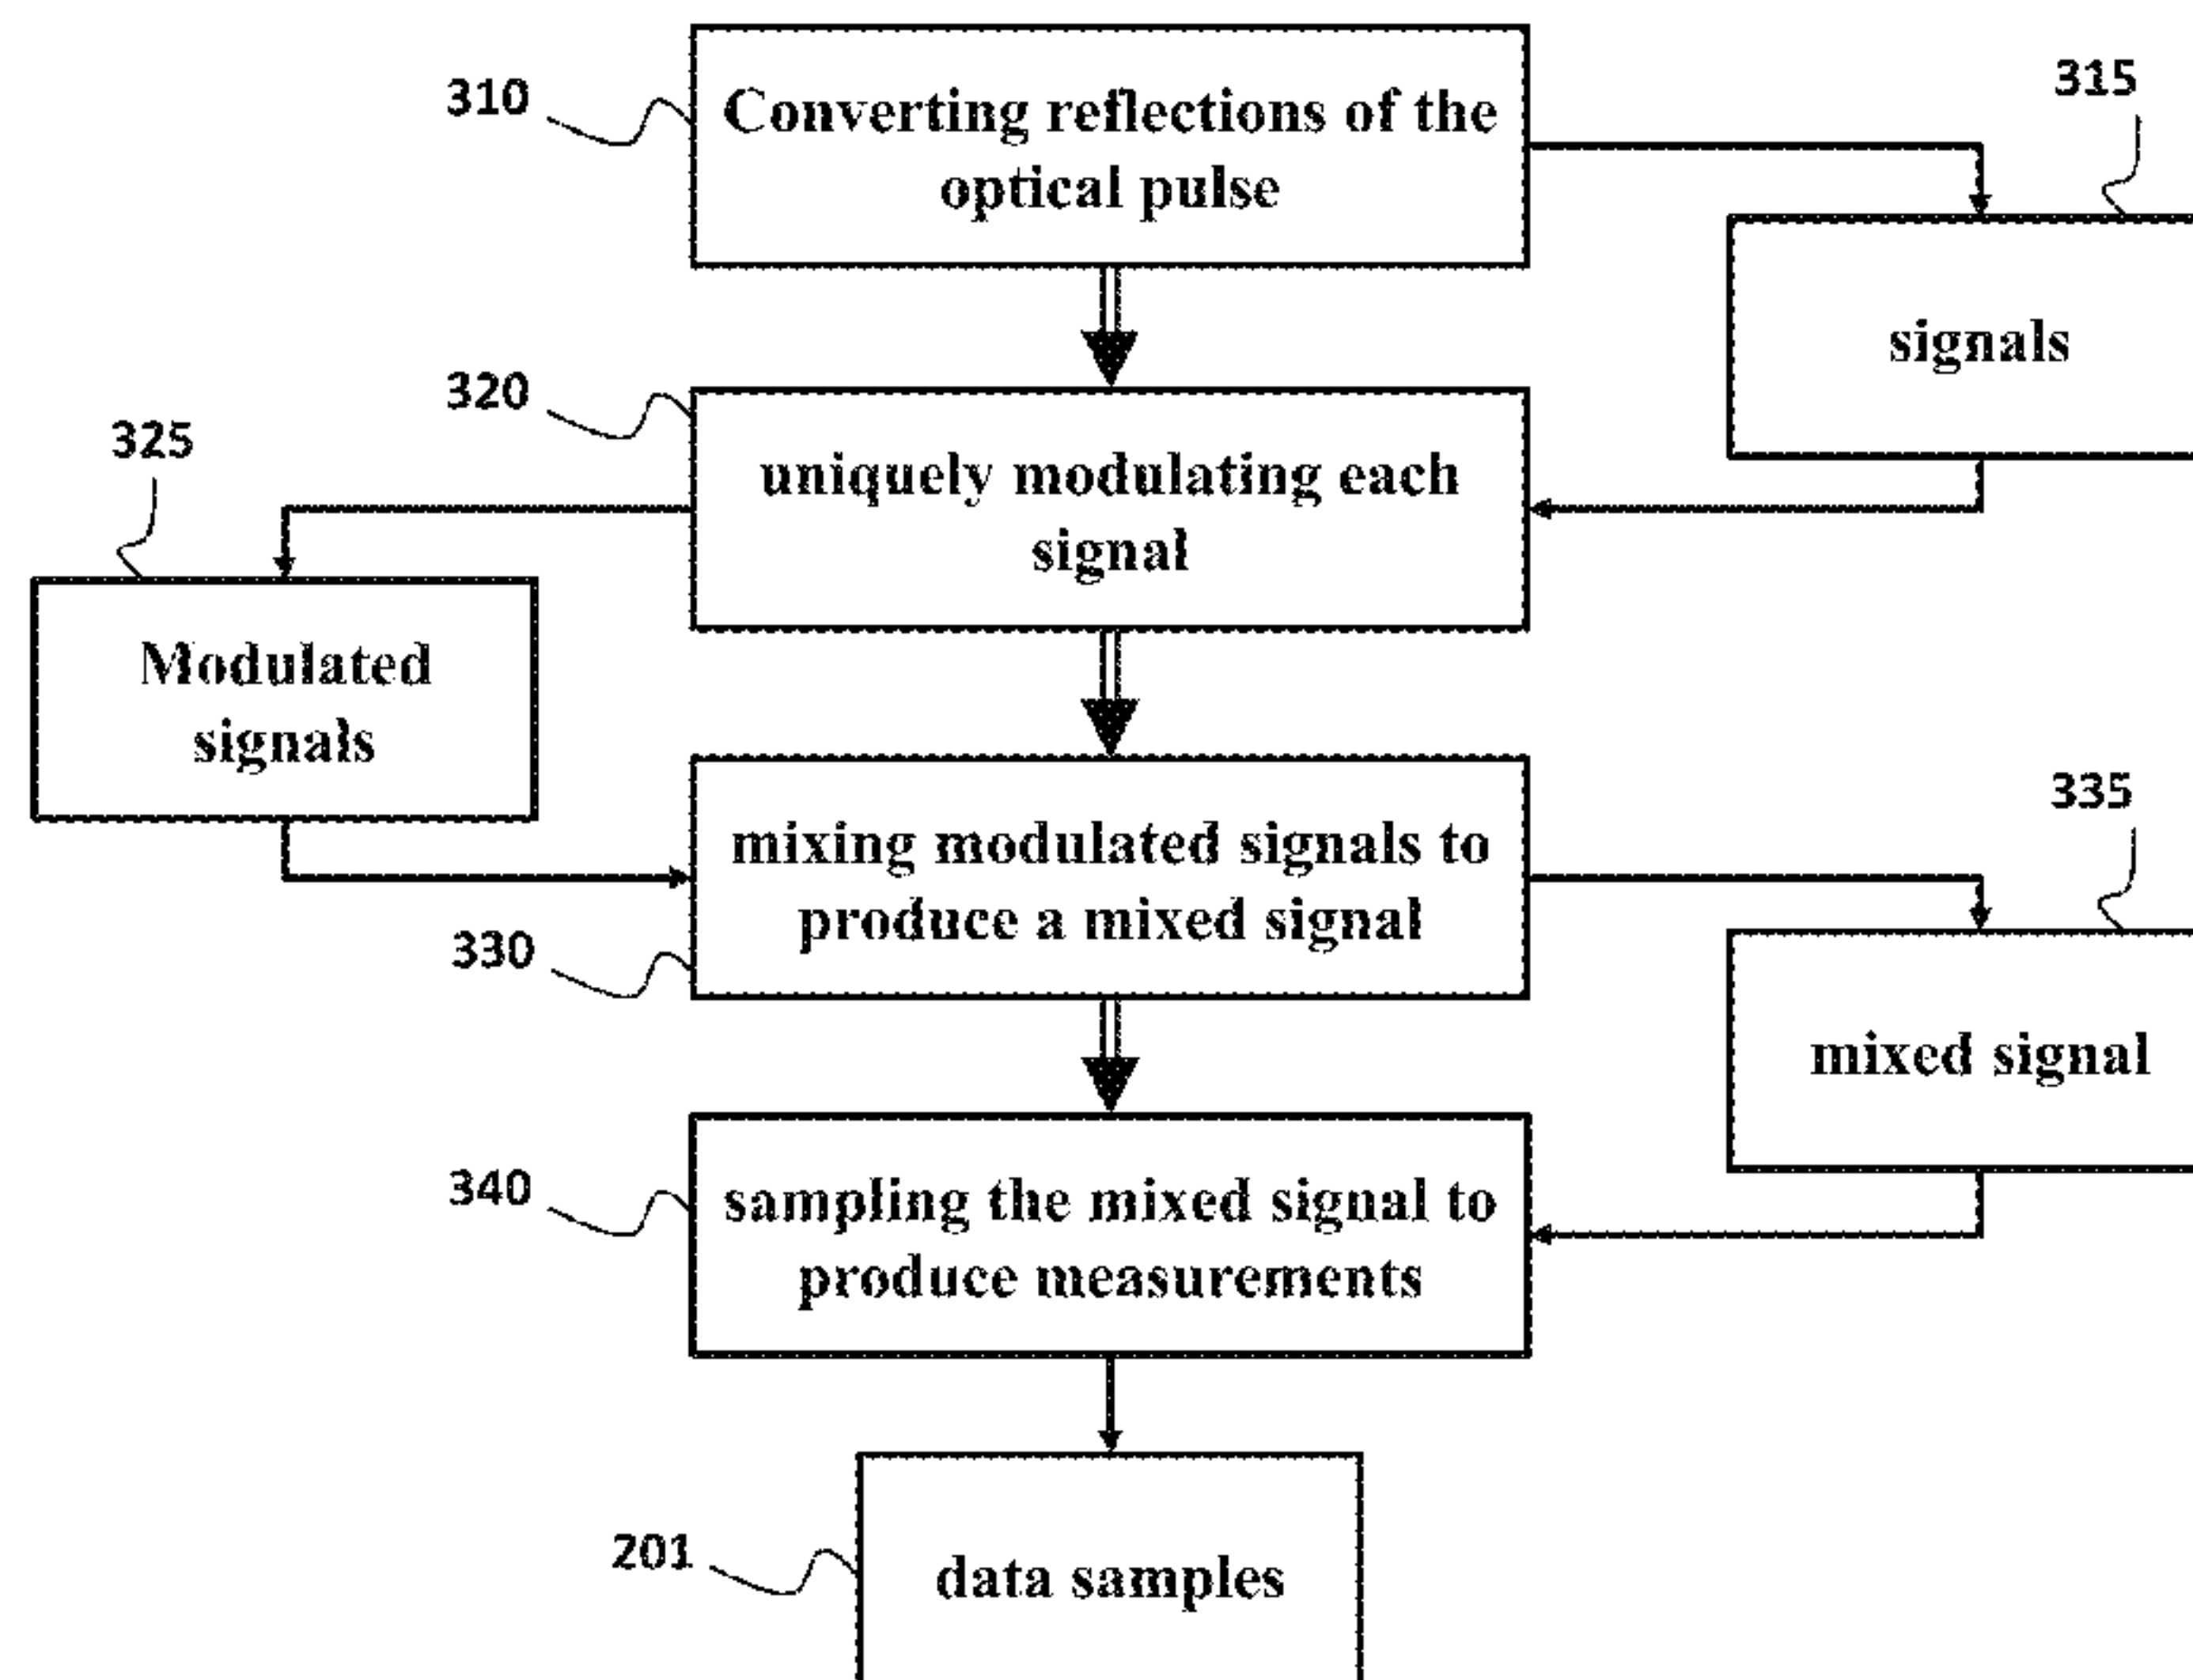 310
Converting reflections of the
optical pulse
315
signals
320
uniquely modulating each
signal
325
Modulated
signals
mixing modulated signals to
produce a mixed signal
330
335
mixed signal
340
sampling the mixed signal to
produce measurements
201
data samples